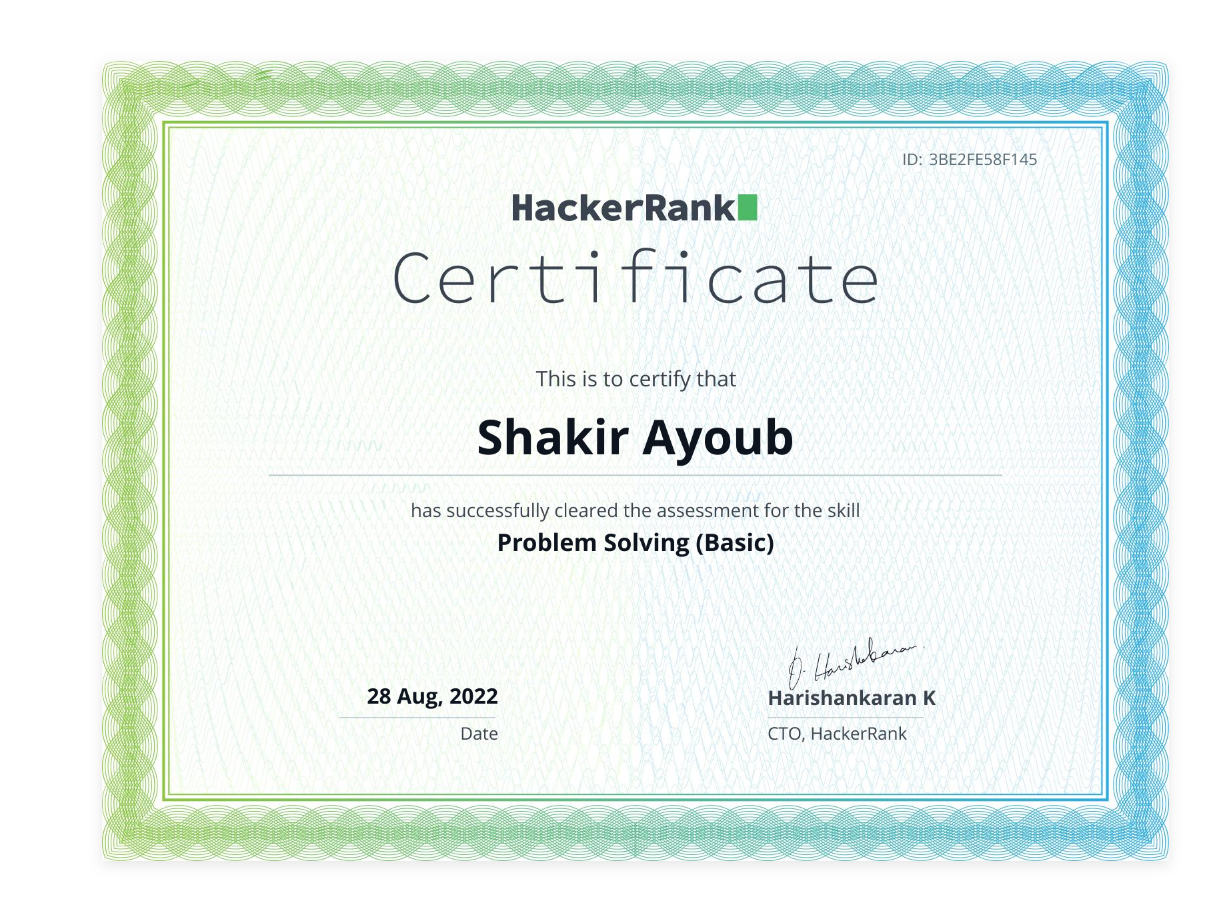 ID: 3BE2FE58F145
HackerRank
Certificate
This is to certify that
Shakir Ayoub
has successfully cleared the assessment for the skill
Problem Solving (Basic)
28 Aug, 2022
Date
D. Harishankaran
Harishankaran K
CTO, HackerRank